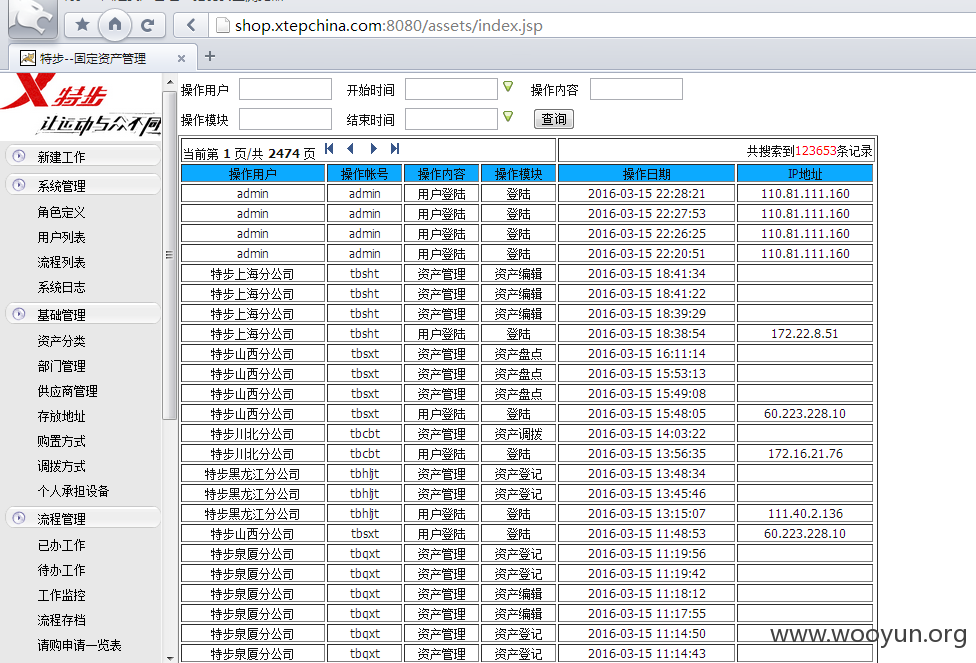 shop.xtepchina.com:8080/assets/index.jsp
特步--固定资产管理
特步
让运动与众不同
新建工作
系统管理
角色定义
用户列表
流程列表
系统日志
基础管理
资产分类
部门管理
供应商管理
存放地址
购置方式
调拨方式
个人承担设备
流程管理
已办工作
待办工作
工作监控
流程存档
请购申请一览表
操作用户 开始时间 操作内容
操作模块 结束时间 查询
当前第 1 页/共 2474 页 共搜索到123653条记录
操作用户 操作帐号 操作内容 操作模块 操作日期 IP地址
admin admin 用户登陆 登陆 2016-03-15 22:28:21 110.81.111.160
admin admin 用户登陆 登陆 2016-03-15 22:27:53 110.81.111.160
admin admin 用户登陆 登陆 2016-03-15 22:26:25 110.81.111.160
admin admin 用户登陆 登陆 2016-03-15 22:20:51 110.81.111.160
特步上海分公司 tbsht 资产管理 资产编辑 2016-03-15 18:41:34
特步上海分公司 tbsht 资产管理 资产编辑 2016-03-15 18:41:22
特步上海分公司 tbsht 资产管理 资产编辑 2016-03-15 18:39:29
特步上海分公司 tbsht 用户登陆 登陆 2016-03-15 18:38:54 172.22.8.51
特步山西分公司 tbsxt 资产管理 资产盘点 2016-03-15 16:11:14
特步山西分公司 tbsxt 资产管理 资产盘点 2016-03-15 15:53:13
特步山西分公司 tbsxt 资产管理 资产盘点 2016-03-15 15:49:08
特步山西分公司 tbsxt 用户登陆 登陆 2016-03-15 15:48:05 60.223.228.10
特步川北分公司 tbcbt 资产管理 资产调拨 2016-03-15 14:03:22
特步川北分公司 tbcbt 用户登陆 登陆 2016-03-15 13:56:35 172.16.21.76
特步黑龙江分公司 tbhljt 资产管理 资产登记 2016-03-15 13:48:34
特步黑龙江分公司 tbhljt 资产管理 资产登记 2016-03-15 13:45:46
特步黑龙江分公司 tbhljt 用户登陆 登陆 2016-03-15 13:15:07 111.40.2.136
特步山西分公司 tbsxt 用户登陆 登陆 2016-03-15 11:48:53 60.223.228.10
特步泉厦分公司 tbqxt 资产管理 资产登记 2016-03-15 11:19:56
特步泉厦分公司 tbqxt 资产管理 资产登记 2016-03-15 11:19:42
特步泉厦分公司 tbqxt 资产管理 资产编辑 2016-03-15 11:18:12
特步泉厦分公司 tbqxt 资产管理 资产编辑 2016-03-15 11:17:55
特步泉厦分公司 tbqxt 资产管理 资产登记 2016-03-15 11:14:50
特步泉厦分公司 tbqxt 资产管理 资产登记 2016-03-15 11:14:43
www.wooyun.org